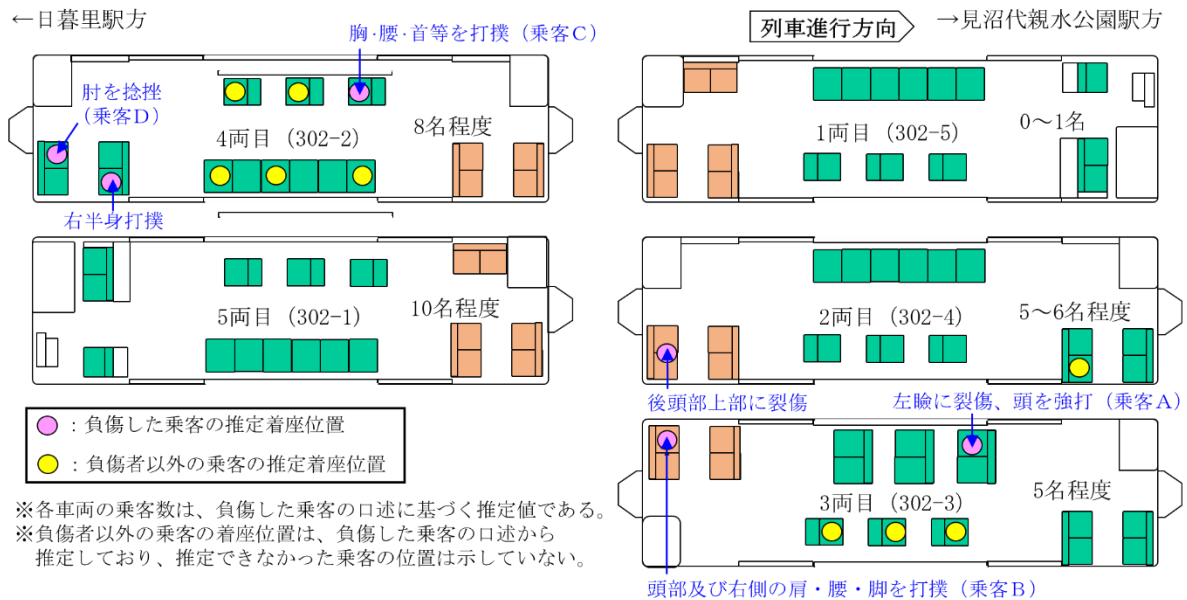 ←日暮里駅方
列車進行方向
→見沼代親水公園駅方
胸・腰・首等を打撲（乗客C）
肘を捻挫
（乗客D）
4両目（302-2）
8名程度
右半身打撲
5両目（302-1）
10名程度
1両目（302-5）
0～1名
2両目（302-4）
5～6名程度
後頭部上部に裂傷
左瞼に裂傷、頭を強打（乗客A）
3両目（302-3）
5名程度
頭部及び右側の肩・腰・脚を打撲（乗客B）
：負傷した乗客の推定着座位置
：負傷者以外の乗客の推定着座位置
※各車両の乗客数は、負傷した乗客の口述に基づく推定値である。
※負傷者以外の乗客の着座位置は、負傷した乗客の口述から
推定しており、推定できなかった乗客の位置は示していない。